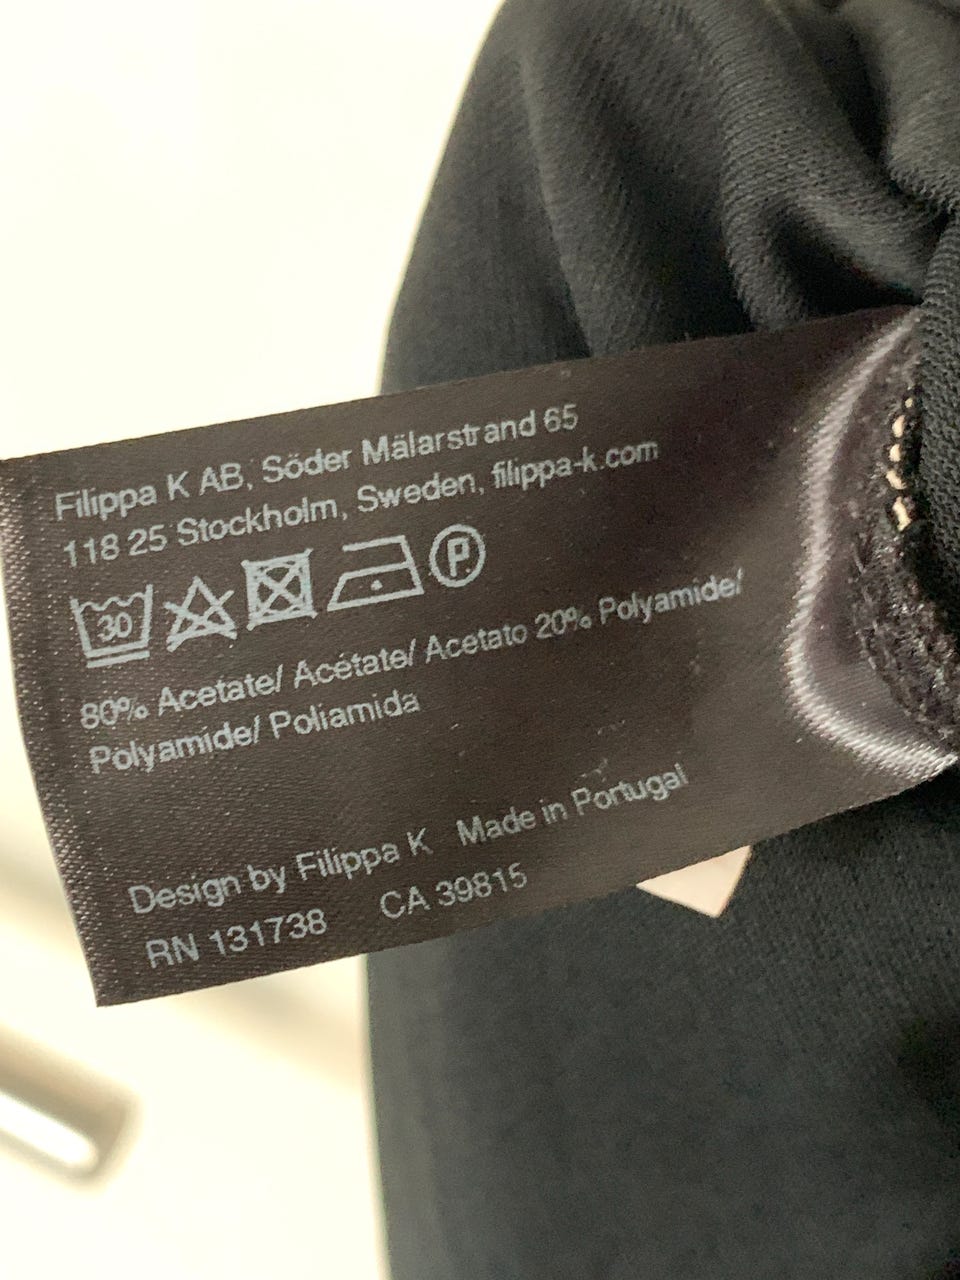 Filippa K AB, Söder Mälarstrand 65
118 25 Stockholm, Sweden, filippa-k.com
30 P
80% Acetate/ Acétate/ Acetato 20% Polyamide/
Polyamide/ Poliamida
Design by Filippa K Made in Portugal
RN 131738 CA 39815